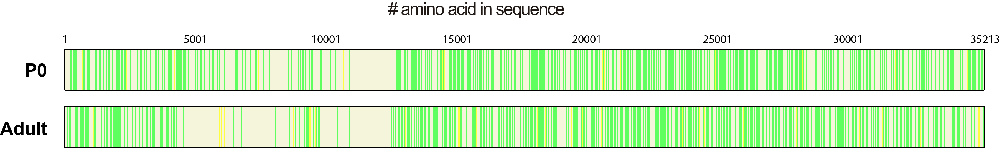 # amino acid in sequence
1 5001 10001 15001 20001 25001 30001 35213
P0
Adult